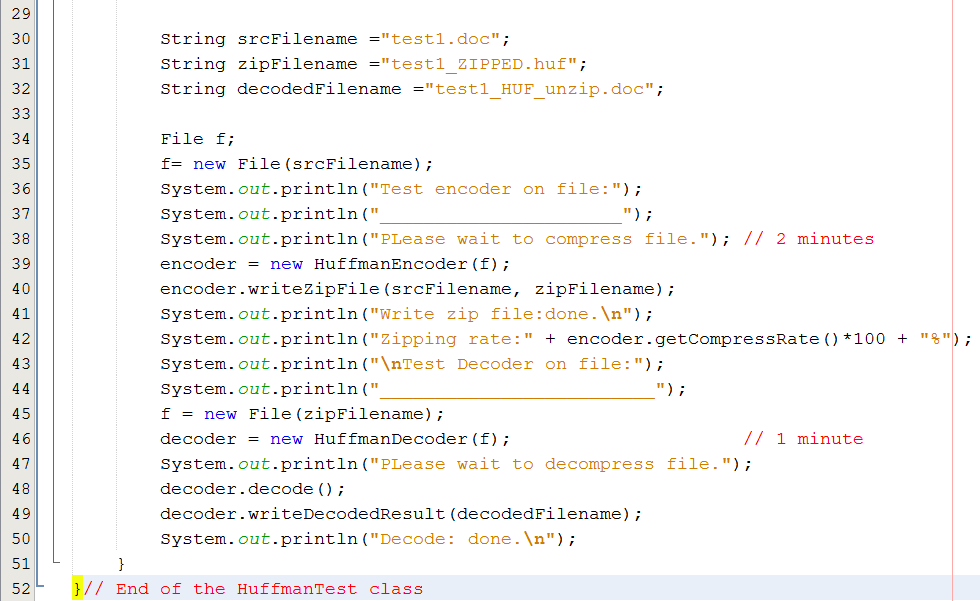 29
30 String srcFilename ="test1.doc";
31 String zipFilename ="test1_ZIPPED.huf";
32 String decodedFilename ="test1_HUF_unzip.doc";
33
34 File f;
35 f= new File(srcFilename);
36 System.out.println("Test encoder on file:");
37 System.out.println("______________________");
38 System.out.println("PLease wait to compress file."); // 2 minutes
39 encoder = new HuffmanEncoder(f);
40 encoder.writeZipFile(srcFilename, zipFilename);
41 System.out.println("Write zip file:done.\n");
42 System.out.println("Zipping rate:" + encoder.getCompressRate()*100 + "%");
43 System.out.println("\nTest Decoder on file:");
44 System.out.println("_________________________");
45 f = new File(zipFilename);
46 decoder = new HuffmanDecoder(f); // 1 minute
47 System.out.println("PLease wait to decompress file.");
48 decoder.decode();
49 decoder.writeDecodedResult(decodedFilename);
50 System.out.println("Decode: done.\n");
51 }
52 }// End of the HuffmanTest class